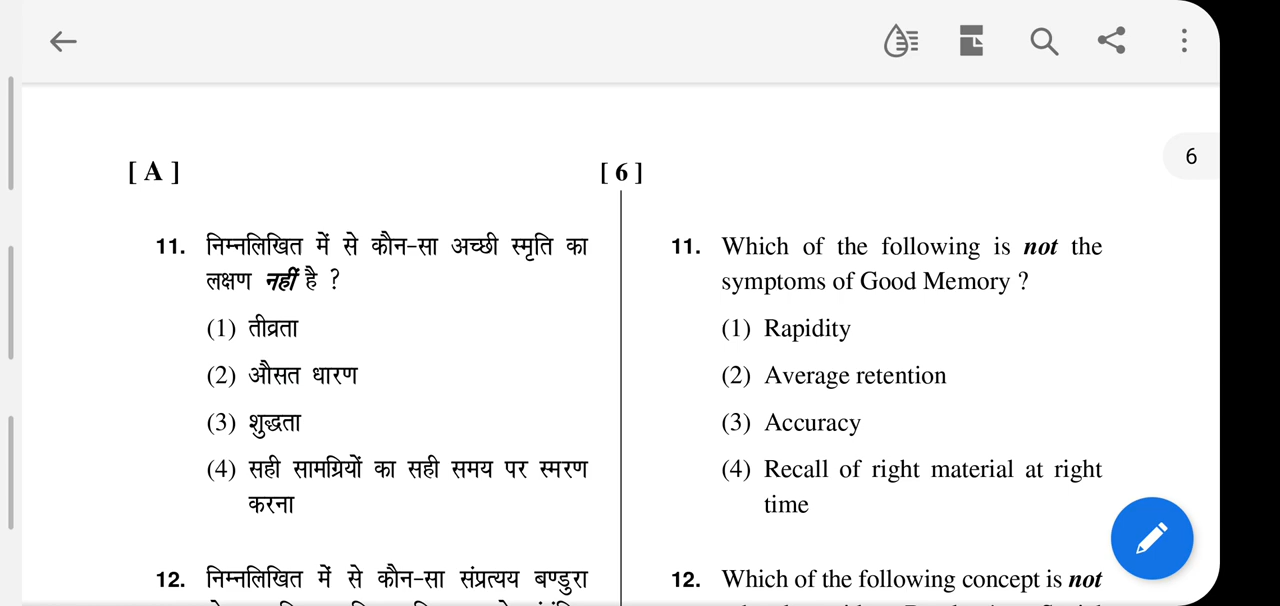 6
[ A ]
[ 6 ]
11. निम्नलिखित में से कौन-सा अच्छी स्मृति का
लक्षण नहीं है ?
(1) तीव्रता
(2) औसत धारण
(3) शुद्धता
(4) सही सामग्रियों का सही समय पर स्मरण
करना
12. निम्नलिखित में से कौन-सा संप्रत्यय बण्डुरा
11. Which of the following is not the
symptoms of Good Memory ?
(1) Rapidity
(2) Average retention
(3) Accuracy
(4) Recall of right material at right
time
12. Which of the following concept is not